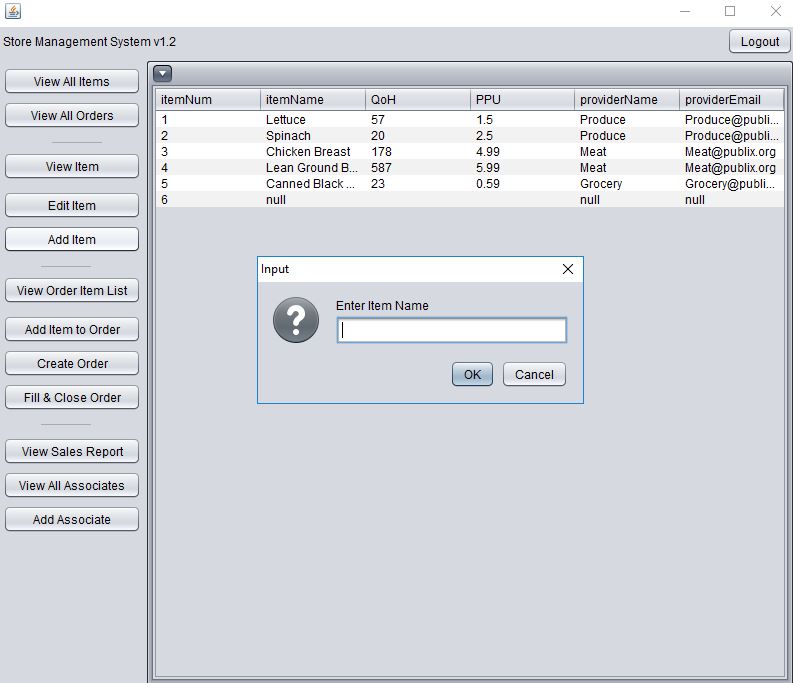 Store Management System v1.2
Logout
View All Items
View All Orders
View Item
Edit Item
Add Item
View Order Item List
Add Item to Order
Create Order
Fill & Close Order
View Sales Report
View All Associates
Add Associate
itemNum itemName QoH PPU providerName providerEmail
1 Lettuce 57 1.5 Produce Produce@publi...
2 Spinach 20 2.5 Produce Produce@publi...
3 Chicken Breast 178 4.99 Meat Meat@publix.org
4 Lean Ground B... 587 5.99 Meat Meat@publix.org
5 Canned Black ... 23 0.59 Grocery Grocery@publi...
6 null null null
Input
Enter Item Name
OK Cancel